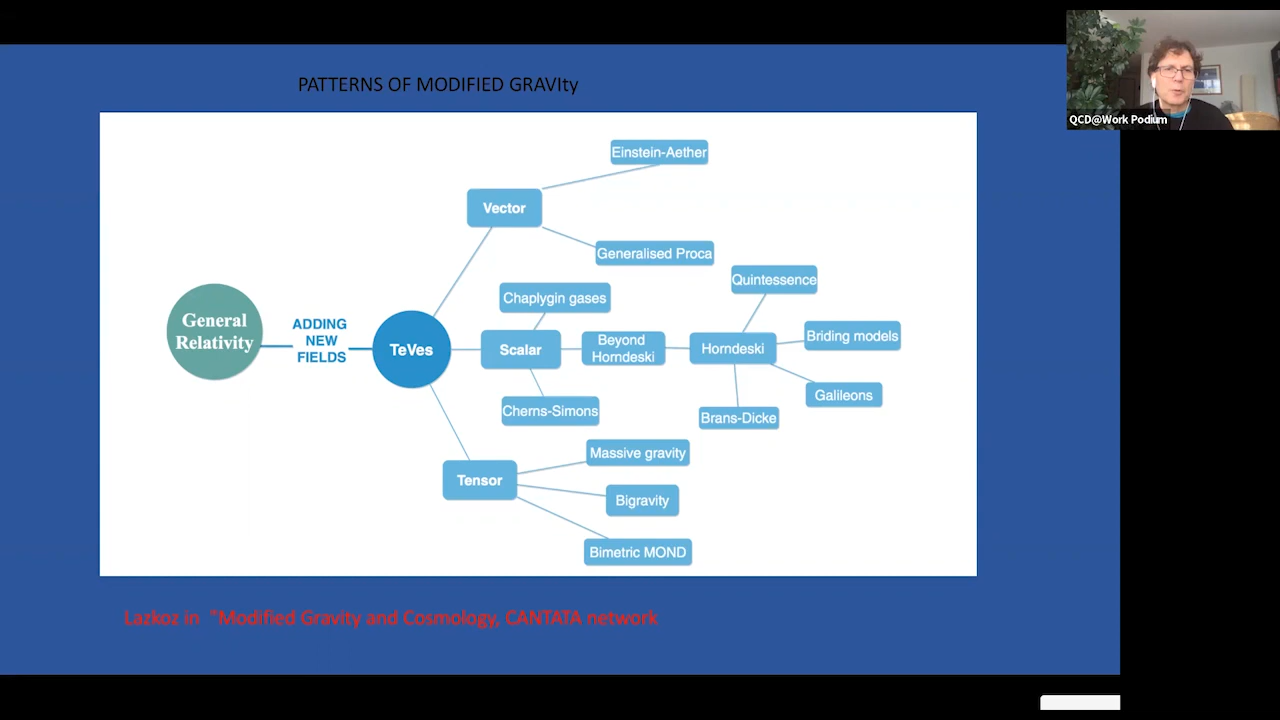 PATTERNS OF MODIFIED GRAVIty
QCD@Work Podium
Einstein-Aether
Vector
Generalised Proca
Quintessence
Chaplygin gases
General
Relativity
ADDING
NEW
FIELDS
TeVes
Scalar
Beyond
Horndeski
Horndeski
Briding models
Galileons
Cherns-Simons
Brans-Dicke
Massive gravity
Tensor
Bigravity
Bimetric MOND
Lazkoz in "Modified Gravity and Cosmology, CANTATA network